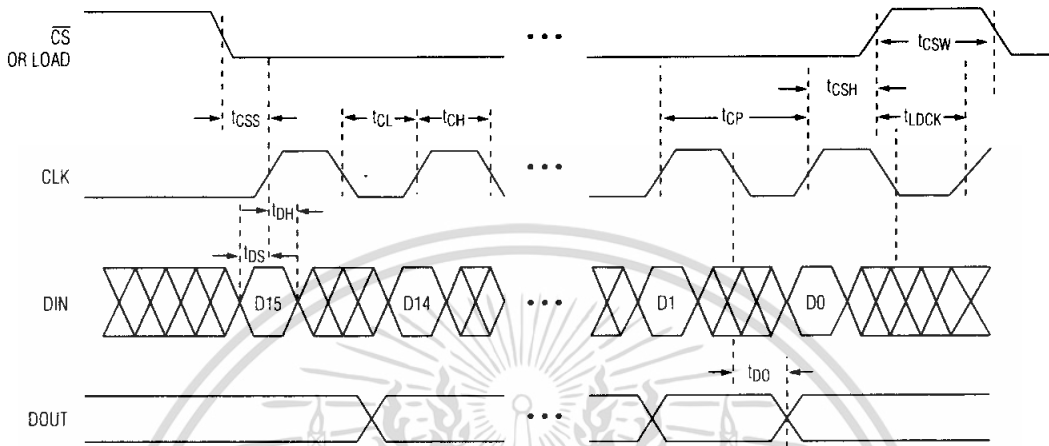 CS
OR LOAD
tCSW
tCSS
tCL
tCH
tCP
tCSH
tLDCK
CLK
tDH
tDS
DIN
D15
D14
D1
D0
tDO
DOUT